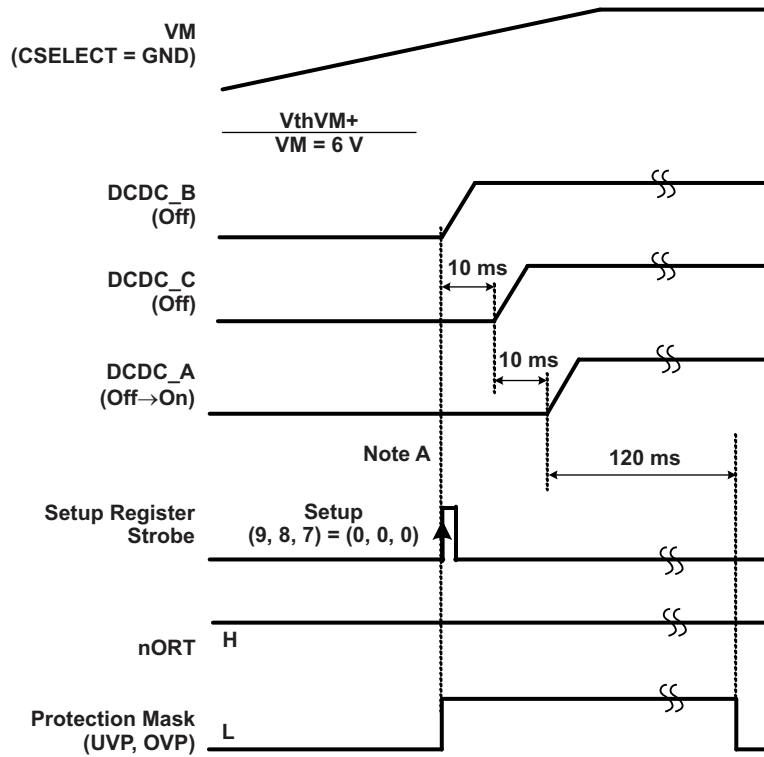 VM
(CSELECT = GND)
VthVM+
VM = 6 V
DCDC_B
(Off)
10 ms
DCDC_C
(Off)
10 ms
DCDC_A
(Off→On)
Note A
120 ms
Setup Register
Strobe
Setup
(9, 8, 7) = (0, 0, 0)
nORT
H
Protection Mask
(UVP, OVP)
L